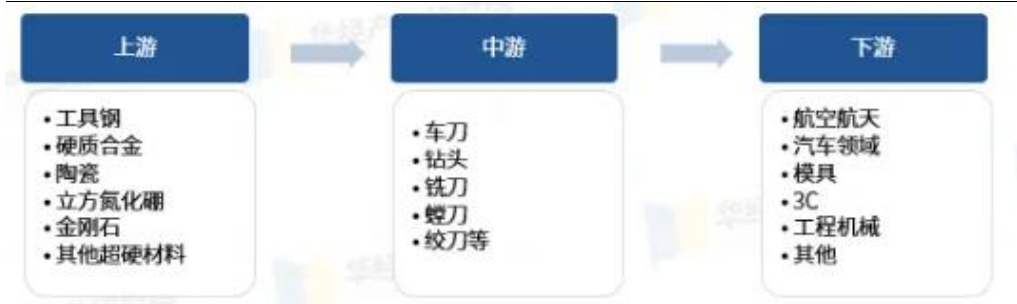 上游
•工具钢
•硬质合金
•陶瓷
•立方氮化硼
•金刚石
•其他超硬材料
中游
•车刀
•钻头
•铣刀
•螳刀
•绞刀等
下游
•航空航天
•汽车领域
•模具
•3C
•工程机械
•其他